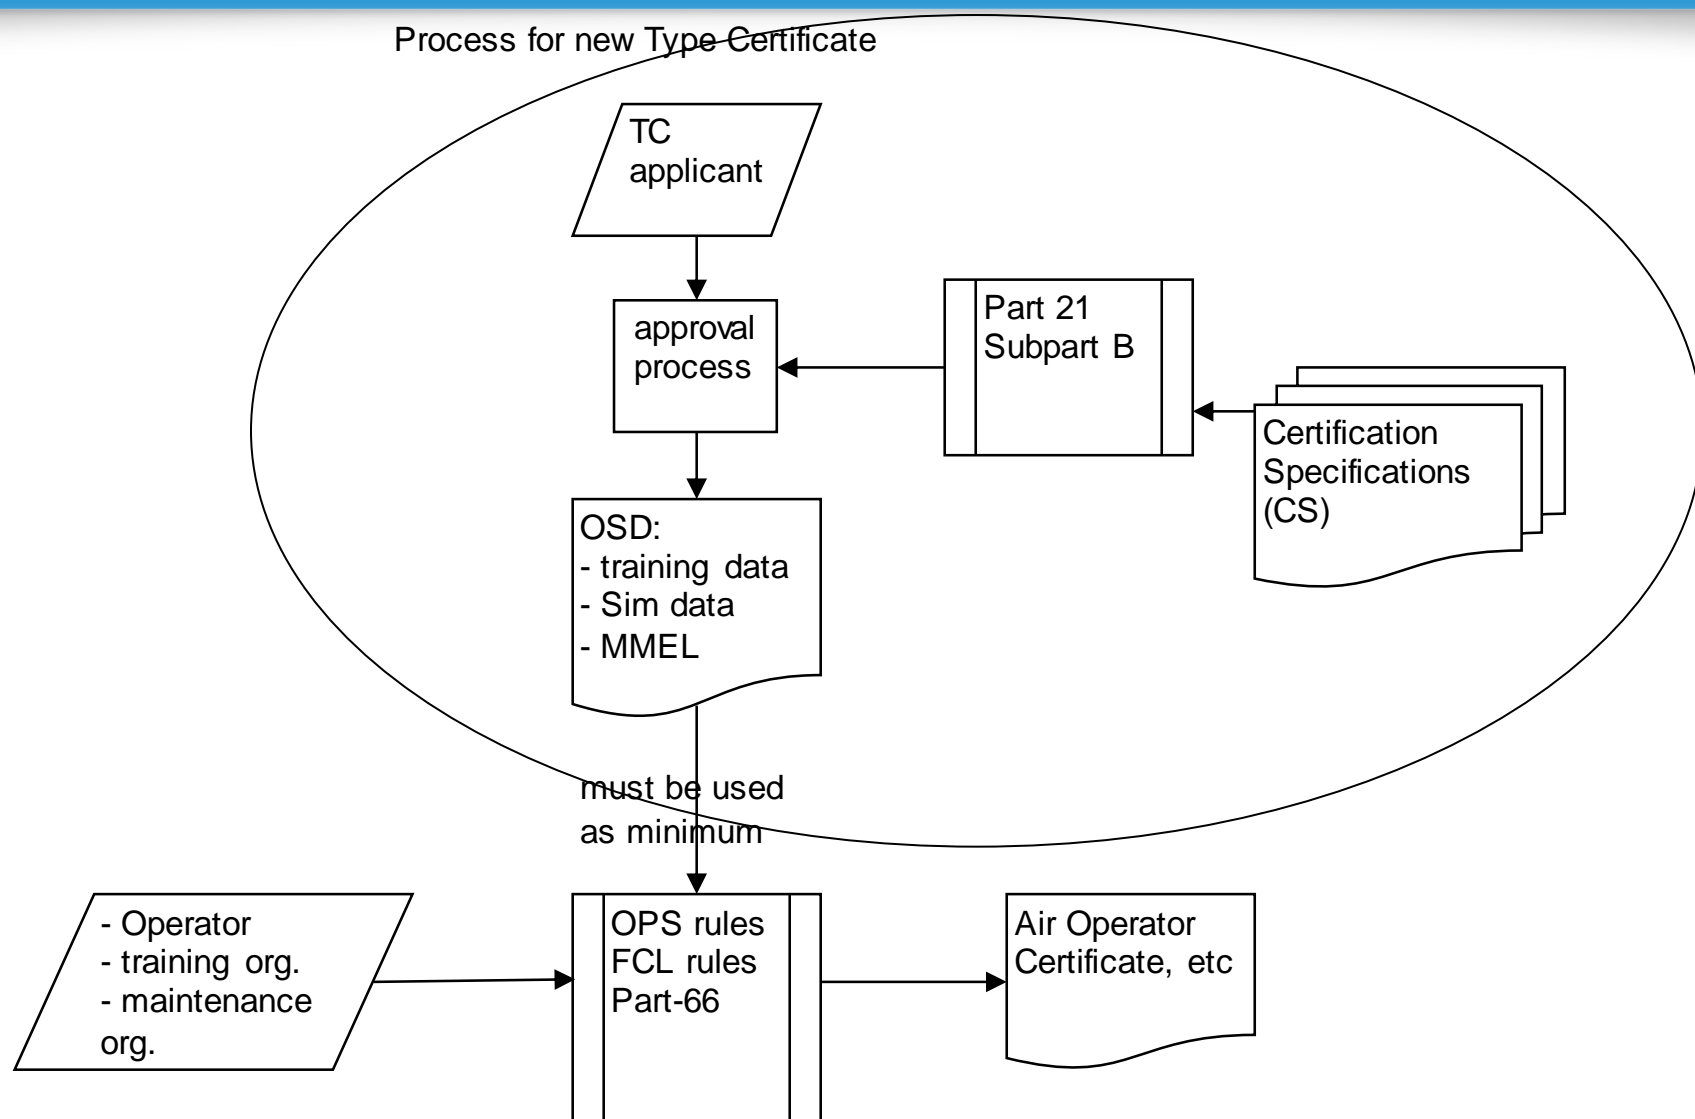 Process for new Type Certificate
TC
applicant
approval
process
Part 21
Subpart B
Certification
Specifications
(CS)
OSD:
- training data
- Sim data
- MMEL
must be used
as minimum
- Operator
- training org.
- maintenance
org.
OPS rules
FCL rules
Part-66
Air Operator
Certificate, etc